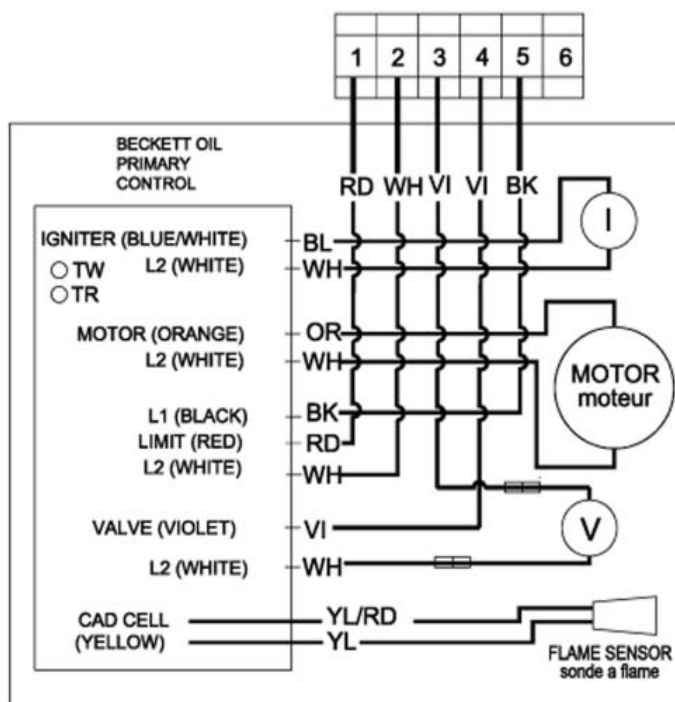 1 2 3 4 5 6
BECKETT OIL
PRIMARY
CONTROL
RD WH VI VI BK
IGNITER (BLUE/WHITE)
BL
I
L2 (WHITE)
WH
TW
TR
MOTOR (ORANGE)
OR
L2 (WHITE)
WH
MOTOR
moteur
L1 (BLACK)
BK
LIMIT (RED)
RD
L2 (WHITE)
WH
VALVE (VIOLET)
VI
V
L2 (WHITE)
WH
CAD CELL
(YELLOW)
YL/RD
YL
FLAME SENSOR
sonde a flame